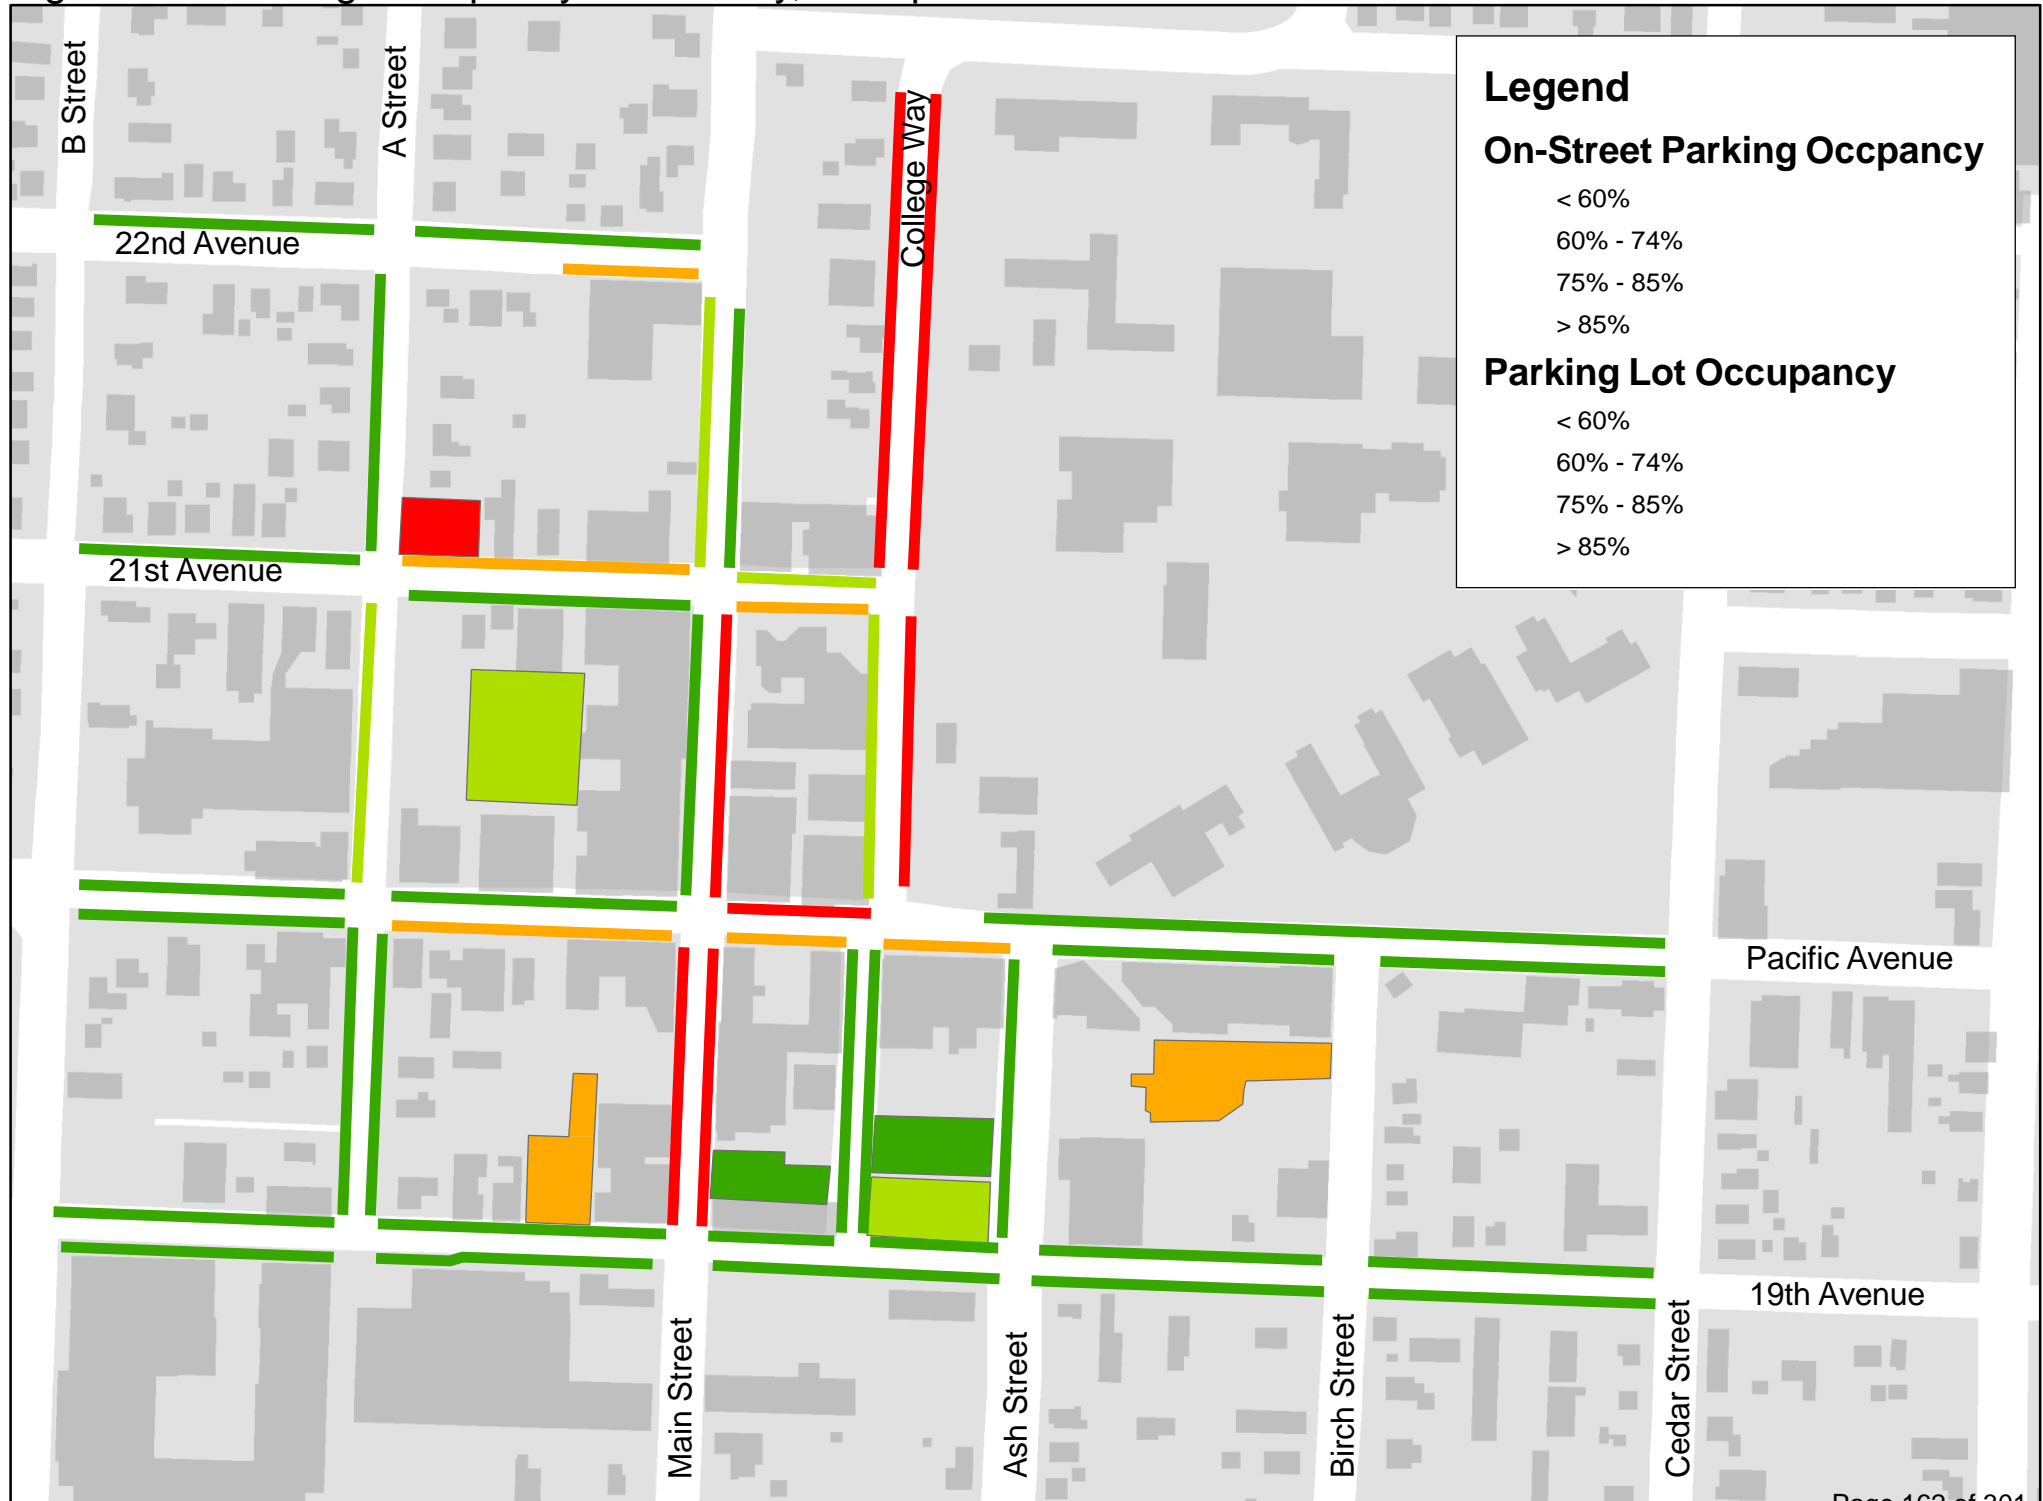 B Street
A Street
College Way
Legend
On-Street Parking Occpancy
< 60%
60% - 74%
75% - 85%
> 85%
Parking Lot Occupancy
< 60%
60% - 74%
75% - 85%
> 85%
22nd Avenue
21st Avenue
Pacific Avenue
19th Avenue
Main Street
Ash Street
Birch Street
Cedar Street